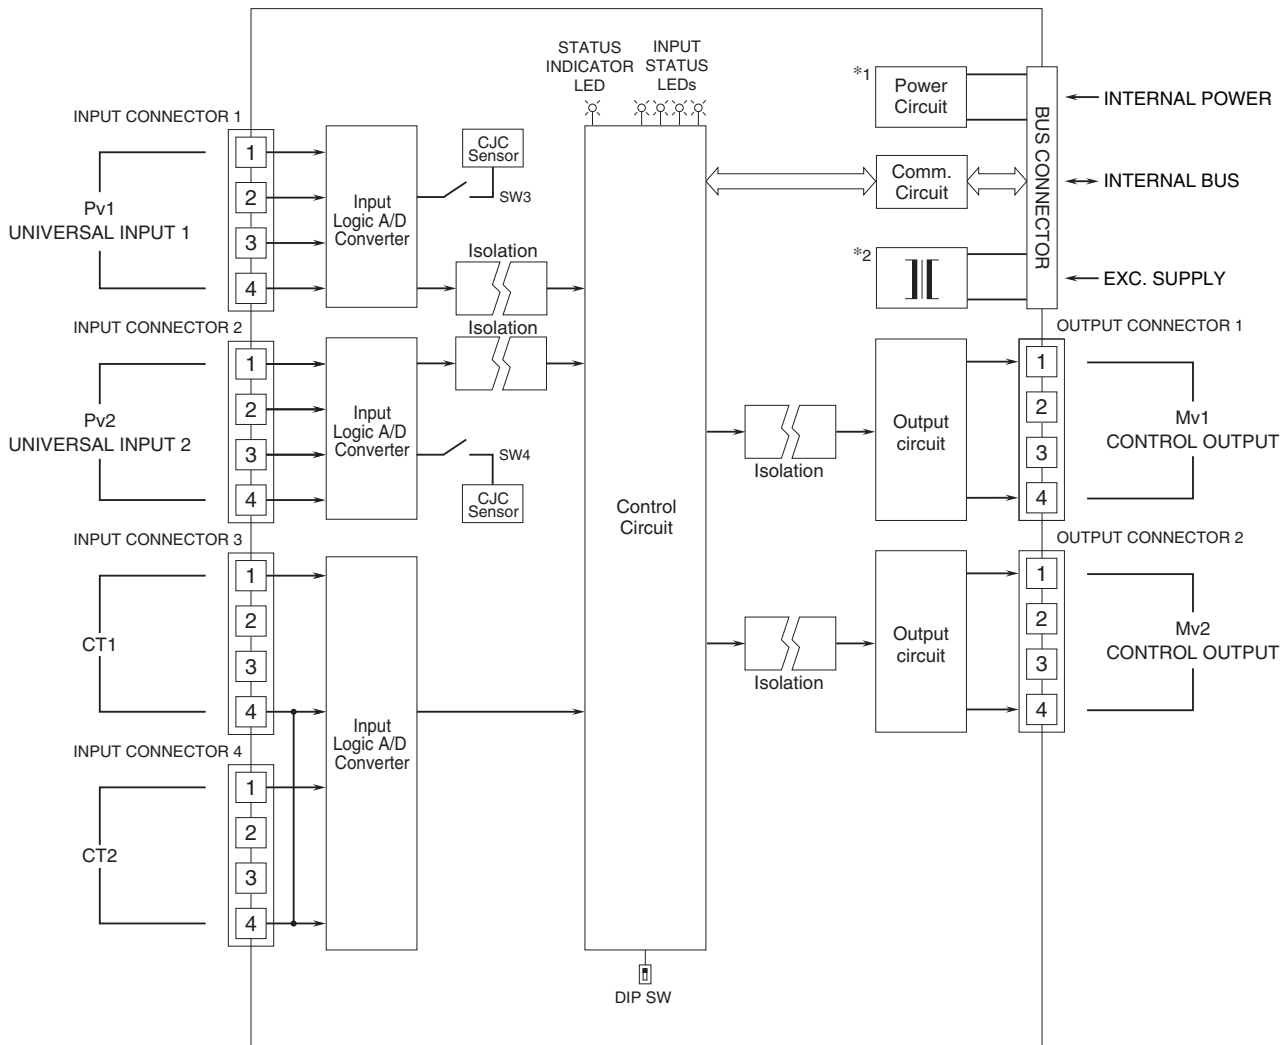 STATUS
INDICATOR
LED
INPUT
STATUS
LEDs
INPUT CONNECTOR 1
1
2
3
4
Pv1
UNIVERSAL INPUT 1
Input
Logic A/D
Converter
CJC
Sensor
SW3
Isolation
INPUT CONNECTOR 2
1
2
3
4
Pv2
UNIVERSAL INPUT 2
Input
Logic A/D
Converter
Isolation
SW4
CJC
Sensor
INPUT CONNECTOR 3
1
2
3
4
CT1
INPUT CONNECTOR 4
1
2
3
4
CT2
Input
Logic A/D
Converter
Control
Circuit
DIP SW
*1
Power
Circuit
Comm.
Circuit
*2
BUS CONNECTOR
INTERNAL POWER
INTERNAL BUS
EXC. SUPPLY
OUTPUT CONNECTOR 1
Isolation
Output
circuit
1
2
3
4
Mv1
CONTROL OUTPUT
OUTPUT CONNECTOR 2
Isolation
Output
circuit
1
2
3
4
Mv2
CONTROL OUTPUT